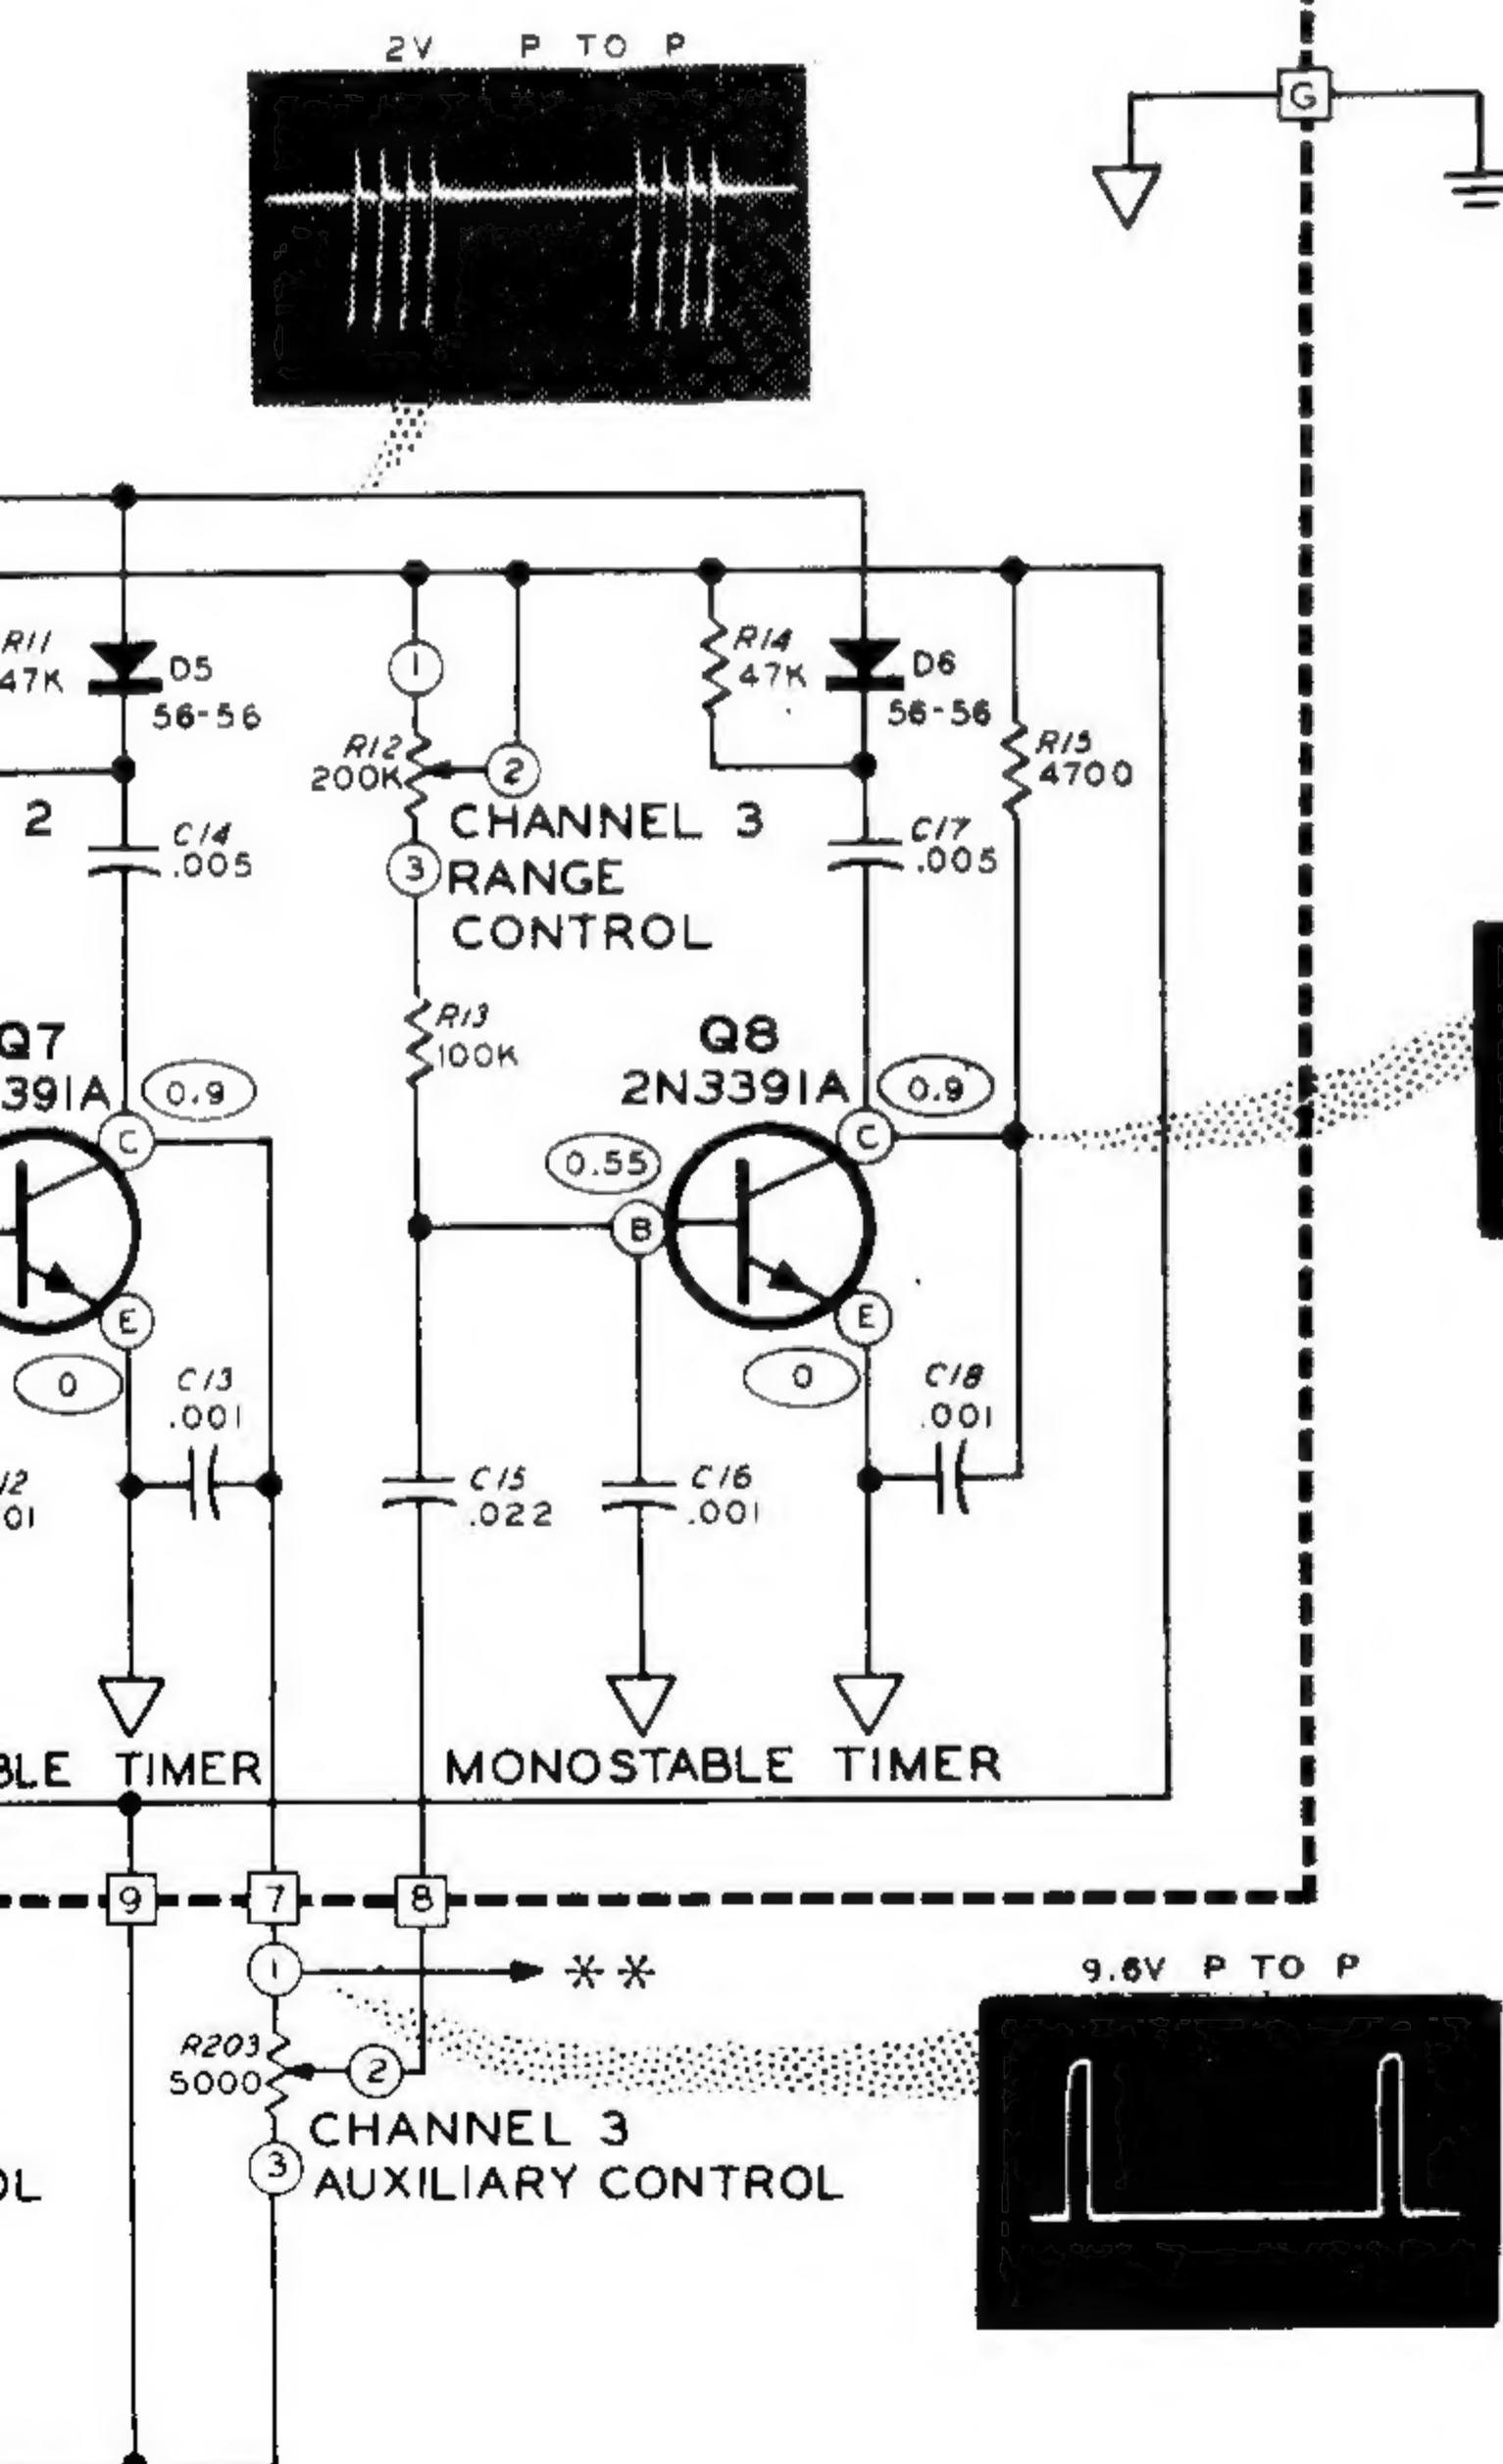 2V P TO P
G
R11
47K
D5
56-56
1
R12
200K
2
CHANNEL 3
RANGE
CONTROL
3
R14
47K
D6
56-56
R15
4700
2
C14
.005
C17
.005
R13
100K
Q7
3391A
0.9
C
Q8
2N3391A
0.9
C
0.55
B
E
0
C13
.001
E
0
C18
.001
12
01
C15
.022
C16
.001
BLE TIMER
MONOSTABLE TIMER
9
7
8
1
**
9.6V P TO P
R203
5000
2
CHANNEL 3
AUXILIARY CONTROL
3
OL